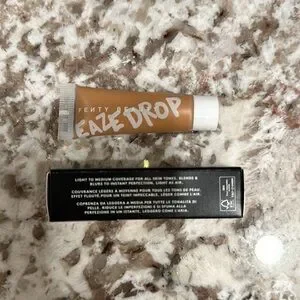 FENTY BEA
EAZE DROP
LIGHT TO MEDIUM COVERAGE FOR ALL SKIN TONES. BLENDS &
BLURS TO INSTANT PERFECTION. LIGHT AS AIR.
COUVRANCE LÉGÈRE À MOYENNE POUR TOUS LES TONS DE PEAU.
EFFET FLOUTÉ POUR UN TEINT IMPECCABLE. LÉGER COMME L'AIR.
COPRENZA DA LEGGERA A MEDIA PER TUTTE LE TONALITÀ DI
PELLE. RIDUCE LE IMPERFEZIONI E SI SFUMA ALLA
PERFEZIONE IN UN ISTANTE. LEGGERO COME L'ARIA.